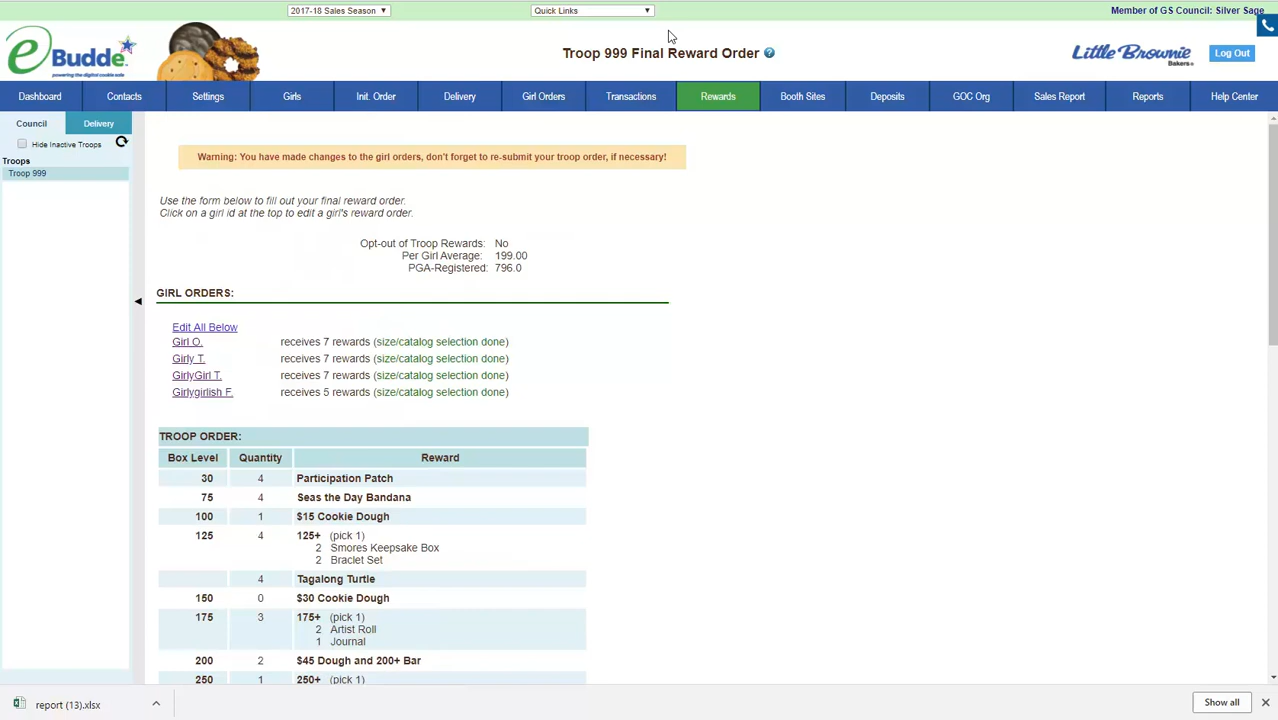 2017-18 Sales Season
Quick Links
Member of GS Council: Silver Sage
eBudde
powering the digital cookie sale
Troop 999 Final Reward Order ?
Little Brownie
Bakers
Log Out
Dashboard Contacts Settings Girls Init. Order Delivery Girl Orders Transactions Rewards Booth Sites Deposits GOC Org Sales Report Reports Help Center
Council Delivery
Hide Inactive Troops
Troops
Troop 999
Warning: You have made changes to the girl orders, don't forget to re-submit your troop order, if necessary!
Use the form below to fill out your final reward order.
Click on a girl id at the top to edit a girl's reward order.
Opt-out of Troop Rewards: No
Per Girl Average: 199.00
PGA-Registered: 796.0
GIRL ORDERS:
Edit All Below
Girl O. receives 7 rewards (size/catalog selection done)
Girly T. receives 7 rewards (size/catalog selection done)
GirlyGirl T. receives 7 rewards (size/catalog selection done)
Girlygirlish F. receives 5 rewards (size/catalog selection done)
TROOP ORDER:
Box Level Quantity Reward
30 4 Participation Patch
75 4 Seas the Day Bandana
100 1 $15 Cookie Dough
125 4 125+ (pick 1)
2 Smores Keepsake Box
2 Braclet Set
4 Tagalong Turtle
150 0 $30 Cookie Dough
175 3 175+ (pick 1)
2 Artist Roll
1 Journal
200 2 $45 Dough and 200+ Bar
250 1 250+ (pick 1)
report (13).xlsx
Show all